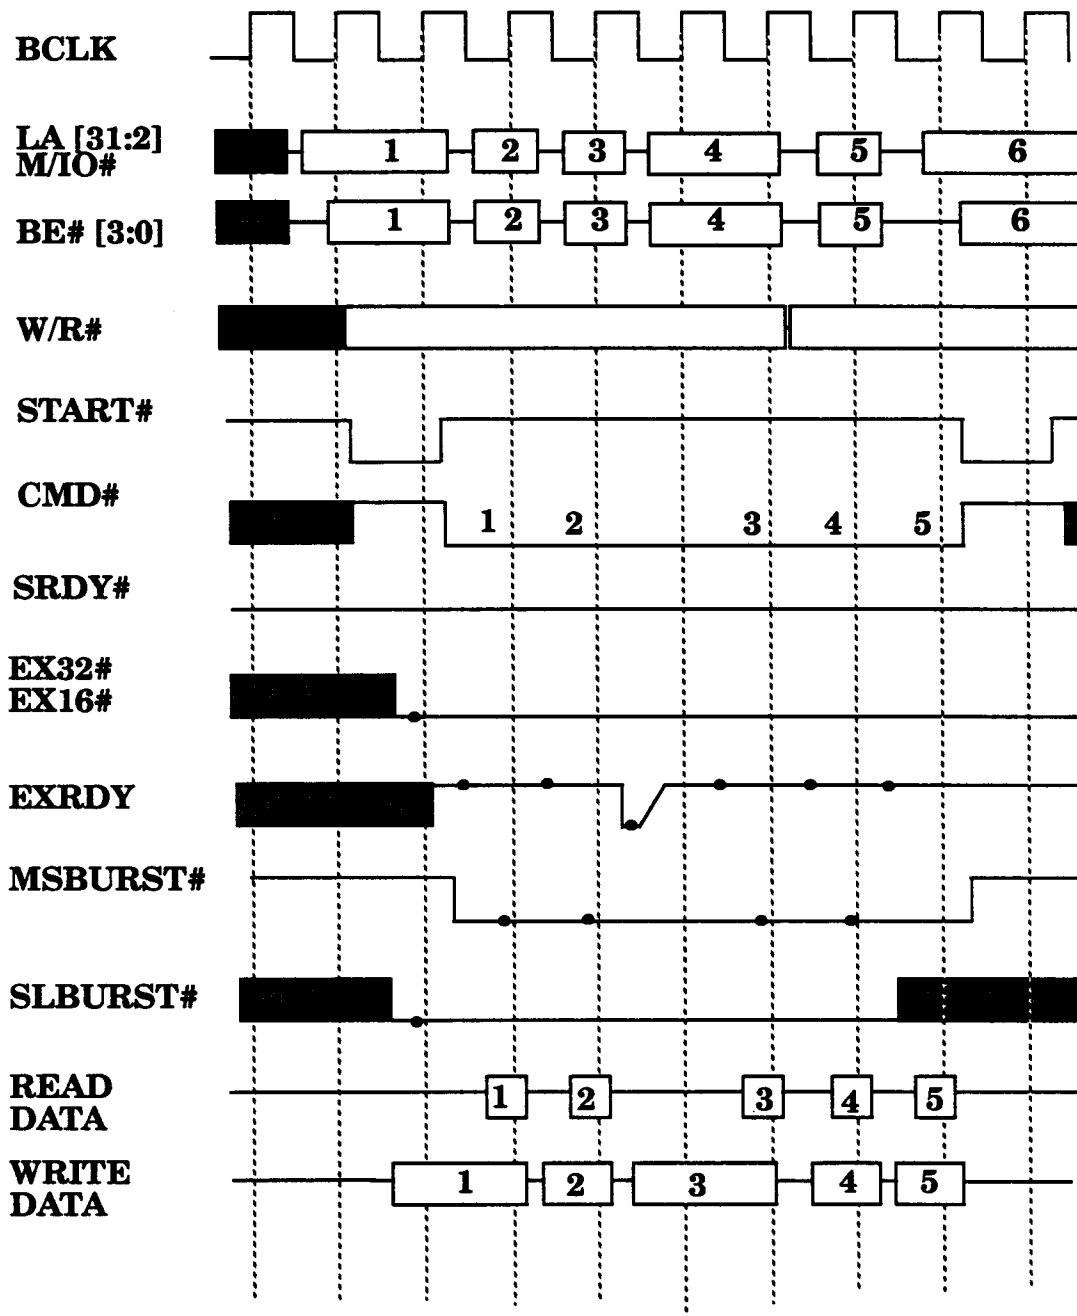 BCLK
LA [31:2]
M/IO#
1 2 3 4 5 6
BE# [3:0]
1 2 3 4 5 6
W/R#
START#
CMD#
1 2 3 4 5
SRDY#
EX32#
EX16#
EXRDY
MSBURST#
SLBURST#
READ
DATA
1 2 3 4 5
WRITE
DATA
1 2 3 4 5